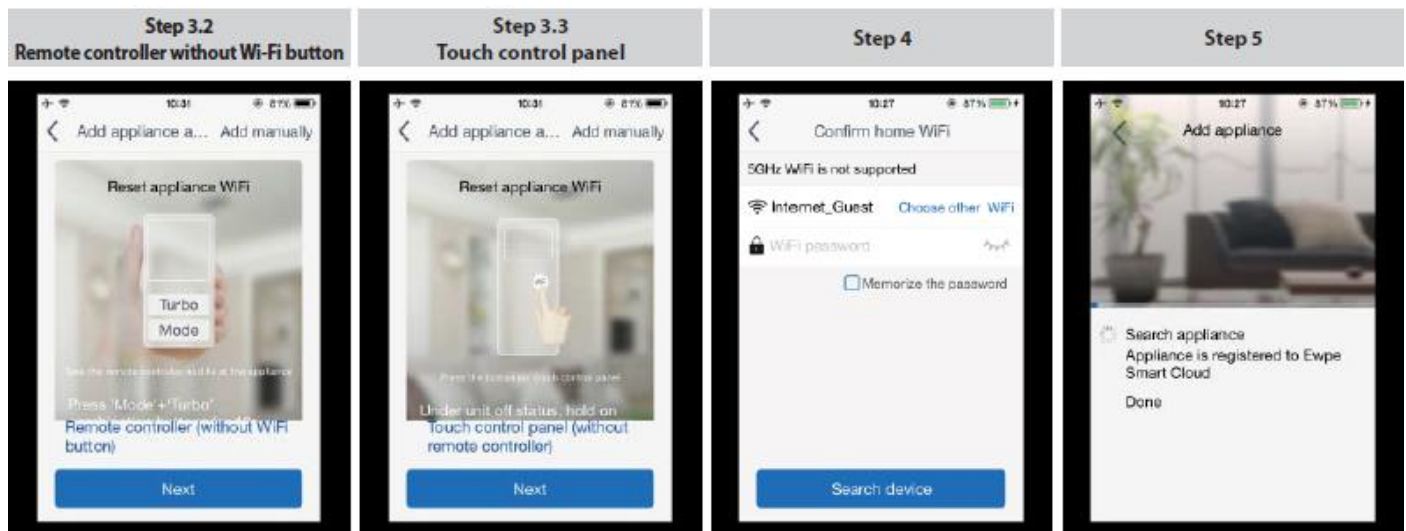 Step 3.2
Remote controller without Wi-Fi button
10:31
87%
Add appliance a... Add manually
Reset appliance WiFi
Turbo
Mode
Press 'Mode'+'Turbo'
Remote controller (without WiFi
button)
Next
Step 3.3
Touch control panel
10:31
87%
Add appliance a... Add manually
Reset appliance WiFi
WiFi
Under unit off status, hold on
Touch control panel (without
remote controller)
Next
Step 4
10:27
87%
Confirm home WiFi
5GHz WiFi is not supported
Internet_Guest Choose other WiFi
WiFi password
Memorize the password
Search device
Step 5
10:27
87%
Add appliance
Search appliance
Appliance is registered to Ewpe
Smart Cloud
Done